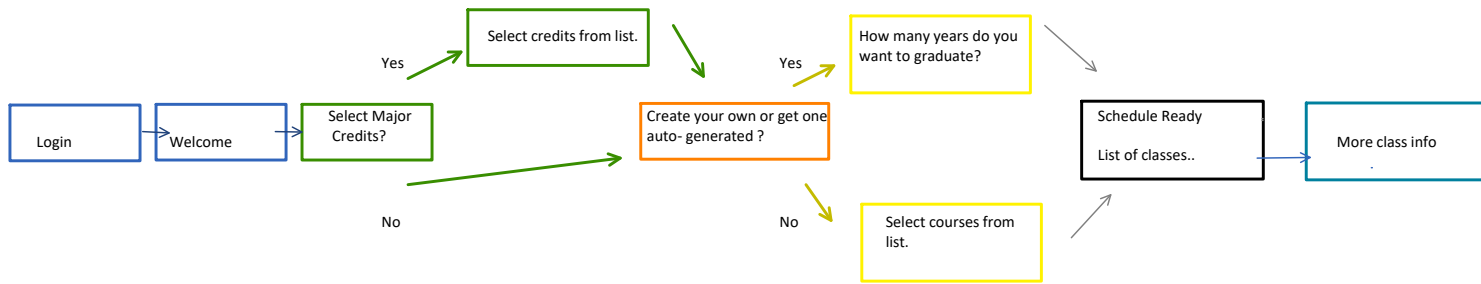 Login
Welcome
Select Major
Credits?
Yes
Select credits from list.
No
Create your own or get one
auto- generated ?
Yes
How many years do you
want to graduate?
No
Select courses from
list.
Schedule Ready
List of classes..
More class info
.